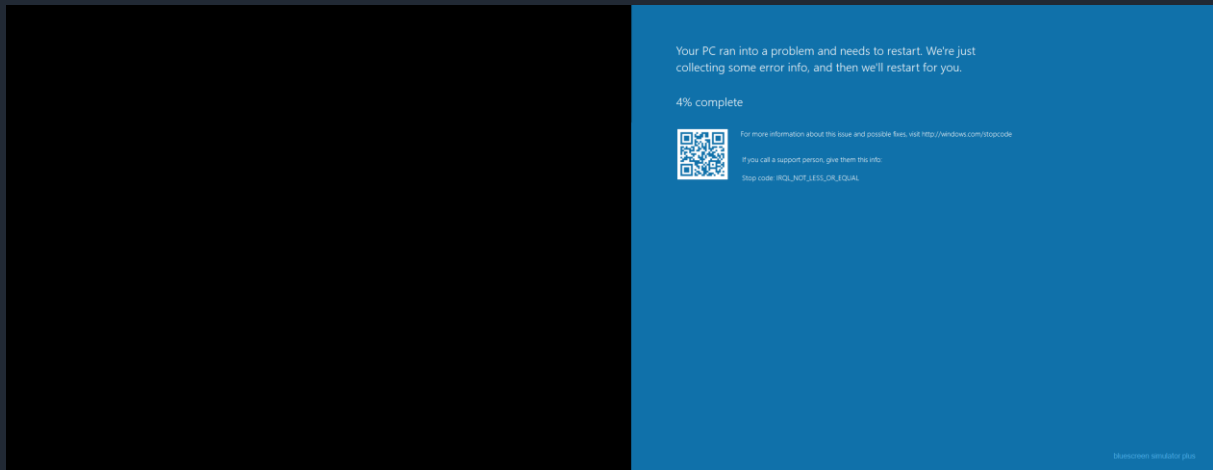 Your PC ran into a problem and needs to restart. We're just
collecting some error info, and then we'll restart for you.
4% complete
For more information about this issue and possible fixes, visit http://windows.com/stopcode
If you call a support person, give them this info:
Stop code: IRQL_NOT_LESS_OR_EQUAL
bluescreen simulator plus